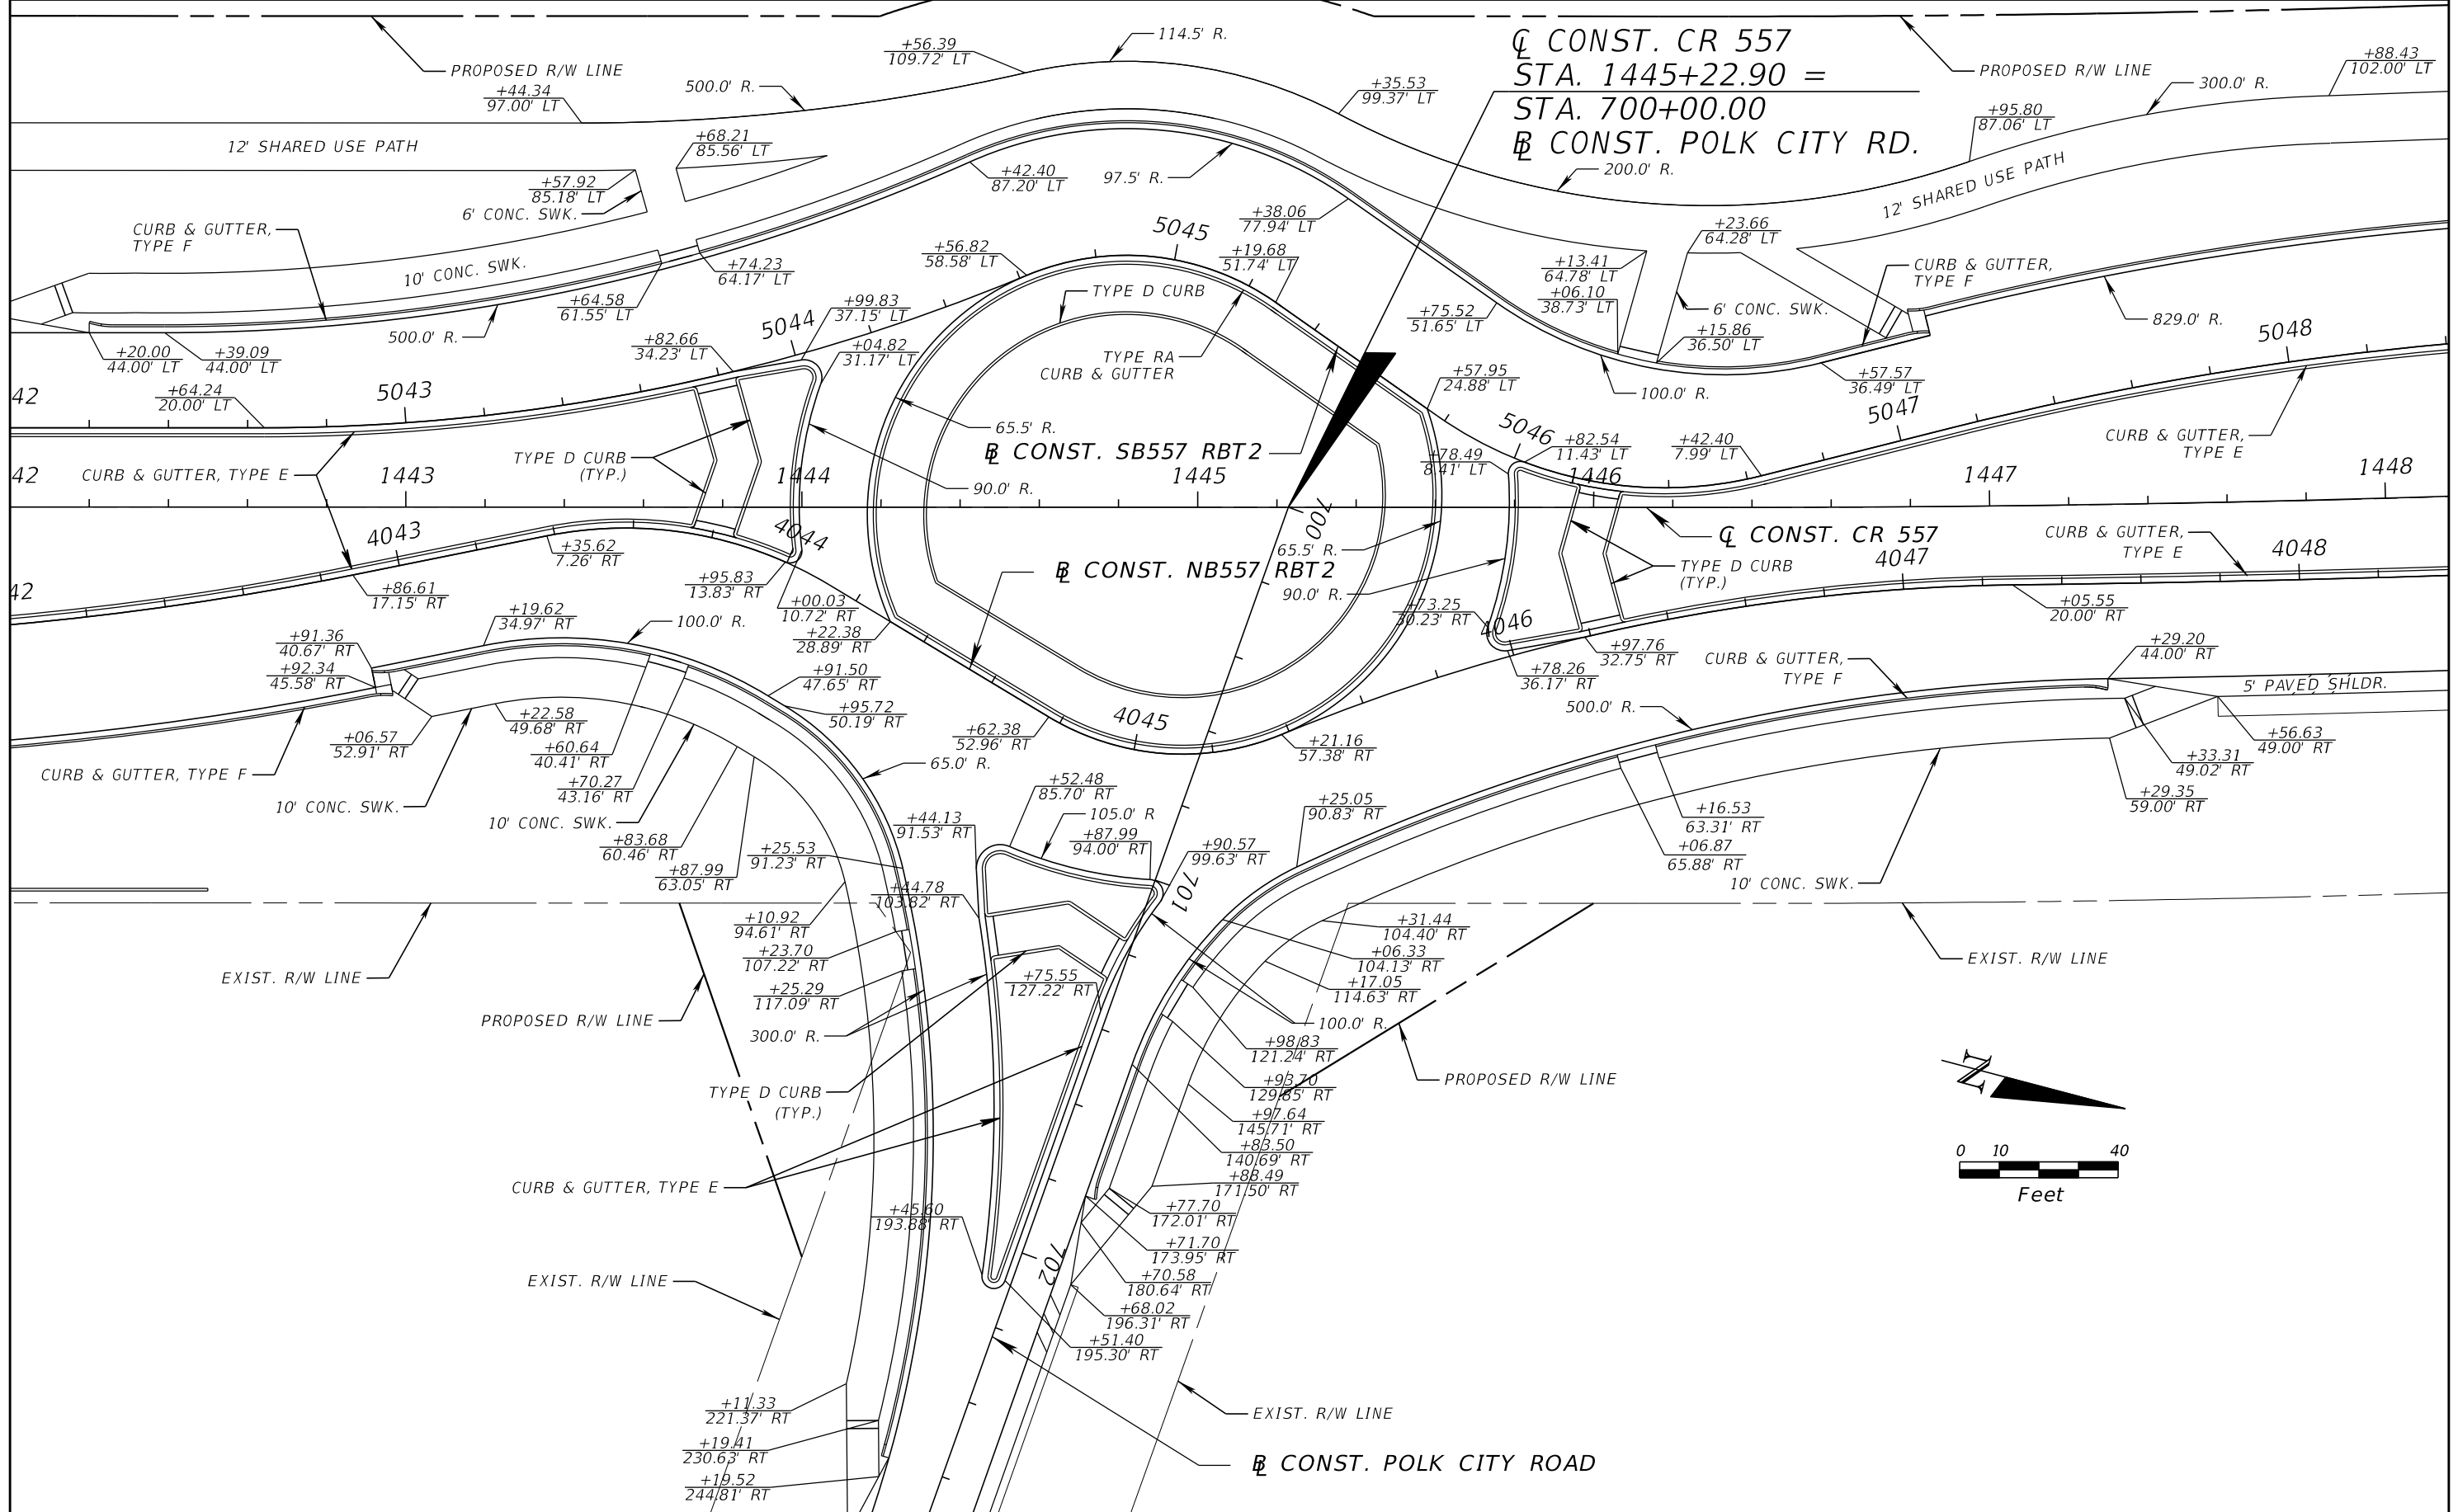 114.5' R.
+56.39
109.72' LT
℄ CONST. CR 557
STA. 1445+22.90 =
STA. 700+00.00
BL CONST. POLK CITY RD.
+88.43
102.00' LT
PROPOSED R/W LINE
PROPOSED R/W LINE
500.0' R.
+44.34
97.00' LT
+35.53
99.37' LT
300.0' R.
+95.80
87.06' LT
12' SHARED USE PATH
+68.21
85.56' LT
+42.40
87.20' LT
97.5' R.
200.0' R.
12' SHARED USE PATH
+57.92
85.18' LT
6' CONC. SWK.
CURB & GUTTER,
TYPE F
5045
+38.06
77.94' LT
+23.66
64.28' LT
+56.82
58.58' LT
+19.68
51.74' LT
10' CONC. SWK.
+74.23
64.17' LT
+13.41
64.78' LT
CURB & GUTTER,
TYPE F
TYPE D CURB
+64.58
61.55' LT
+99.83
37.15' LT
+06.10
38.73' LT
6' CONC. SWK.
+75.52
51.65' LT
829.0' R.
5044
500.0' R.
+15.86
36.50' LT
5048
+20.00
44.00' LT
+39.09
44.00' LT
+82.66
34.23' LT
+04.82
31.17' LT
TYPE RA
CURB & GUTTER
+57.95
24.88' LT
+57.57
36.49' LT
42
+64.24
20.00' LT
5043
100.0' R.
5047
65.5' R.
5046
BL CONST. SB557 RBT2
+82.54
11.43' LT
+42.40
7.99' LT
CURB & GUTTER,
TYPE E
TYPE D CURB
(TYP.)
+78.49
8.41' LT
42
CURB & GUTTER, TYPE E
1443
1444
90.0' R.
1445
1446
1447
1448
700
4043
4044
℄ CONST. CR 557
CURB & GUTTER,
TYPE E
4048
+35.62
7.26' RT
65.5' R.
4047
BL CONST. NB557 RBT2
TYPE D CURB
(TYP.)
+95.83
13.83' RT
42
+86.61
17.15' RT
90.0' R.
+00.03
10.72' RT
+19.62
34.97' RT
100.0' R.
+73.25
30.23' RT
4046
+05.55
20.00' RT
+22.38
28.89' RT
+91.36
40.67' RT
+97.76
32.75' RT
+29.20
44.00' RT
CURB & GUTTER,
TYPE F
+92.34
45.58' RT
+91.50
47.65' RT
+78.26
36.17' RT
5' PAVED SHLDR.
+22.58
49.68' RT
+95.72
50.19' RT
4045
500.0' R.
+06.57
52.91' RT
+62.38
52.96' RT
+21.16
57.38' RT
+56.63
49.00' RT
+60.64
40.41' RT
+33.31
49.02' RT
65.0' R.
CURB & GUTTER, TYPE F
+70.27
43.16' RT
+52.48
85.70' RT
+29.35
59.00' RT
10' CONC. SWK.
+25.05
90.83' RT
+16.53
63.31' RT
105.0' R
10' CONC. SWK.
+44.13
91.53' RT
+87.99
94.00' RT
+83.68
60.46' RT
+25.53
91.23' RT
+90.57
99.63' RT
+06.87
65.88' RT
+87.99
63.05' RT
10' CONC. SWK.
+44.78
103.82' RT
701
+10.92
94.61' RT
+31.44
104.40' RT
+23.70
107.22' RT
+06.33
104.13' RT
EXIST. R/W LINE
EXIST. R/W LINE
+75.55
127.22' RT
+17.05
114.63' RT
+25.29
117.09' RT
PROPOSED R/W LINE
100.0' R.
300.0' R.
+98.83
121.24' RT
PROPOSED R/W LINE
+93.70
129.85' RT
N
TYPE D CURB
(TYP.)
+97.64
145.71' RT
+83.50
140.69' RT
0 10 40
Feet
+88.49
171.50' RT
CURB & GUTTER, TYPE E
+45.60
193.88' RT
+77.70
172.01' RT
+71.70
173.95' RT
702
EXIST. R/W LINE
+70.58
180.64' RT
+68.02
196.31' RT
+51.40
195.30' RT
+11.33
221.37' RT
EXIST. R/W LINE
+19.41
230.63' RT
BL CONST. POLK CITY ROAD
+19.52
244.81' RT